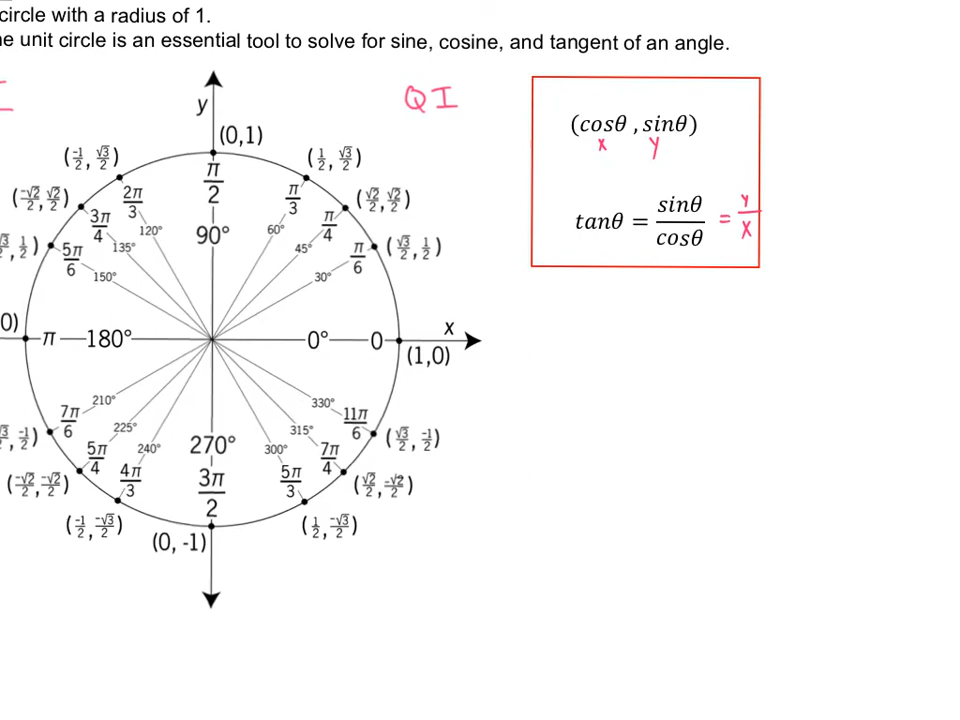 circle with a radius of 1.
e unit circle is an essential tool to solve for sine, cosine, and tangent of an angle.
QI
y
(0,1)
(-1/2, √3/2)
(1/2, √3/2)
(cosθ , sinθ)
x y
(-√2/2, √2/2)
2π/3
π/2
π/3
(√2/2, √2/2)
3π/4
120°
90°
60°
π/4
tanθ = sinθ/cosθ = y/x
1/2)
5π/6
135°
45°
π/6
(√3/2, 1/2)
150°
30°
0)
π 180°
0° 0
x
(1,0)
210°
330°
7π/6
225°
315°
11π/6
-1/2)
(√3/2, -1/2)
5π/4
240°
270°
300°
7π/4
(-√2/2, -√2/2)
4π/3
3π/2
5π/3
(√2/2, -√2/2)
(-1/2, -√3/2)
(0, -1)
(1/2, -√3/2)